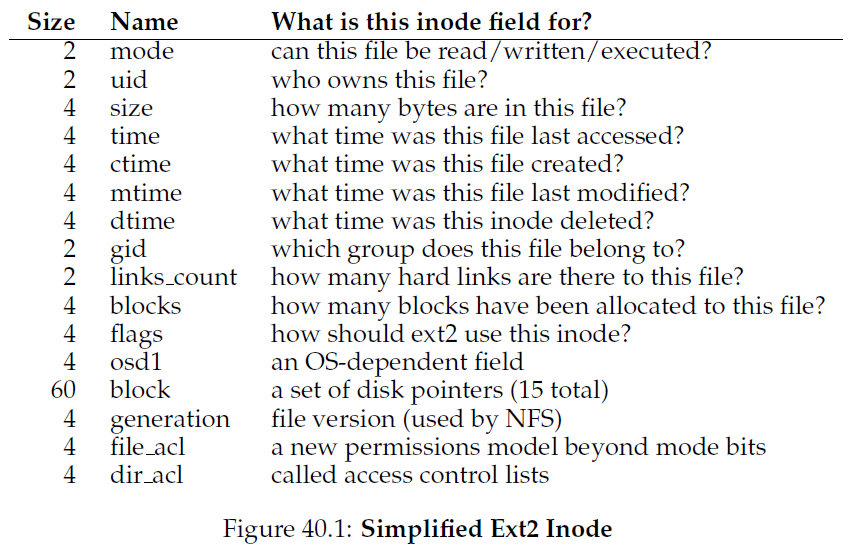 Size Name What is this inode field for?
2 mode can this file be read/written/executed?
2 uid who owns this file?
4 size how many bytes are in this file?
4 time what time was this file last accessed?
4 ctime what time was this file created?
4 mtime what time was this file last modified?
4 dtime what time was this inode deleted?
2 gid which group does this file belong to?
2 links_count how many hard links are there to this file?
4 blocks how many blocks have been allocated to this file?
4 flags how should ext2 use this inode?
4 osd1 an OS-dependent field
60 block a set of disk pointers (15 total)
4 generation file version (used by NFS)
4 file_acl a new permissions model beyond mode bits
4 dir_acl called access control lists
Figure 40.1: Simplified Ext2 Inode